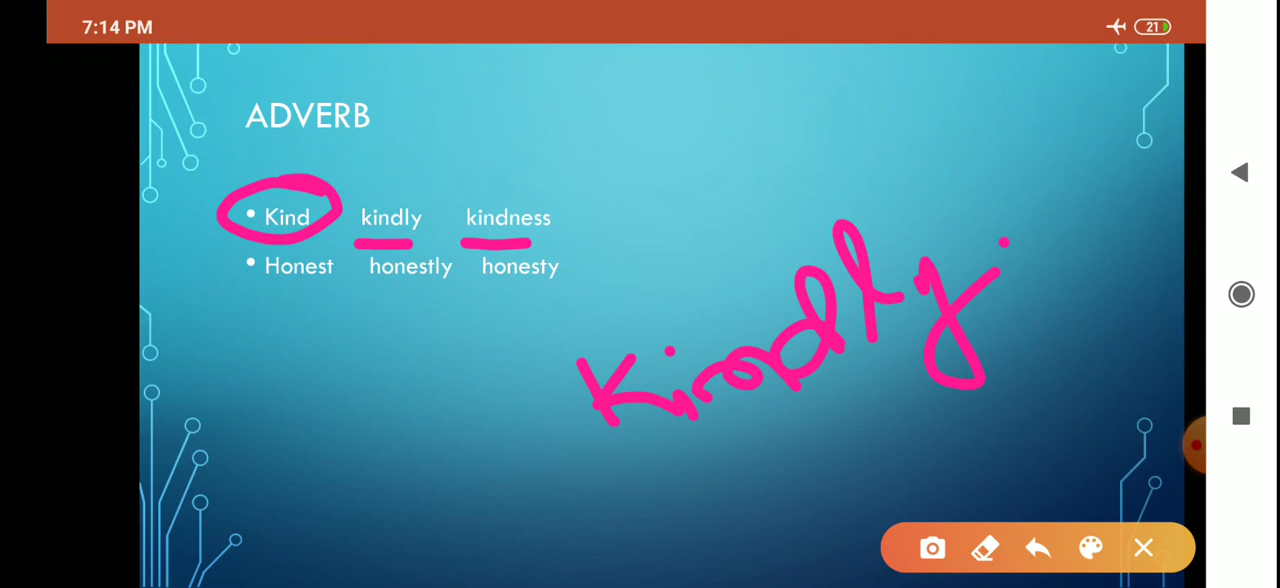 7:14 PM
21
ADVERB
• Kind kindly kindness
• Honest honestly honesty
Kindly.